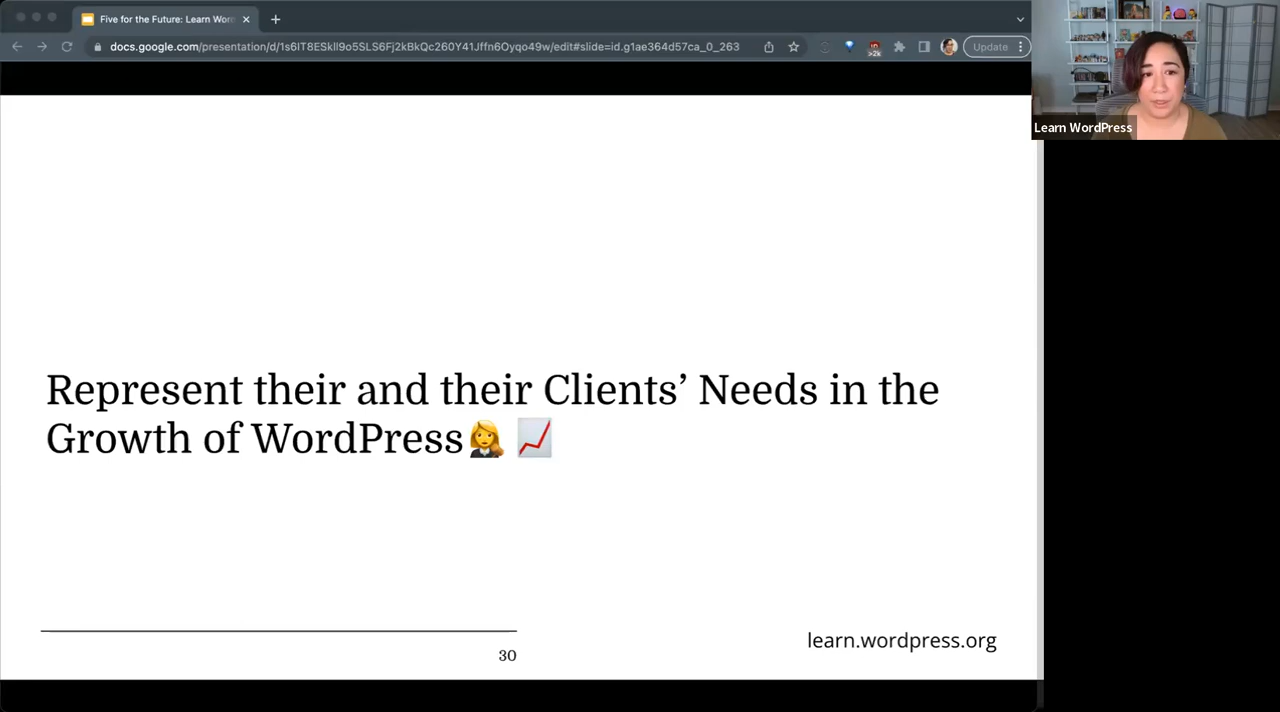 Five for the Future: Learn Wor
docs.google.com/presentation/d/1s6IT8ESkIl9o5SLS6Fj2kBkQc260Y41Jffn6Oyqo49w/edit#slide=id.g1ae364d57ca_0_263
>2k
Update
Learn WordPress
Represent their and their Clients’ Needs in the
Growth of WordPress
30
learn.wordpress.org